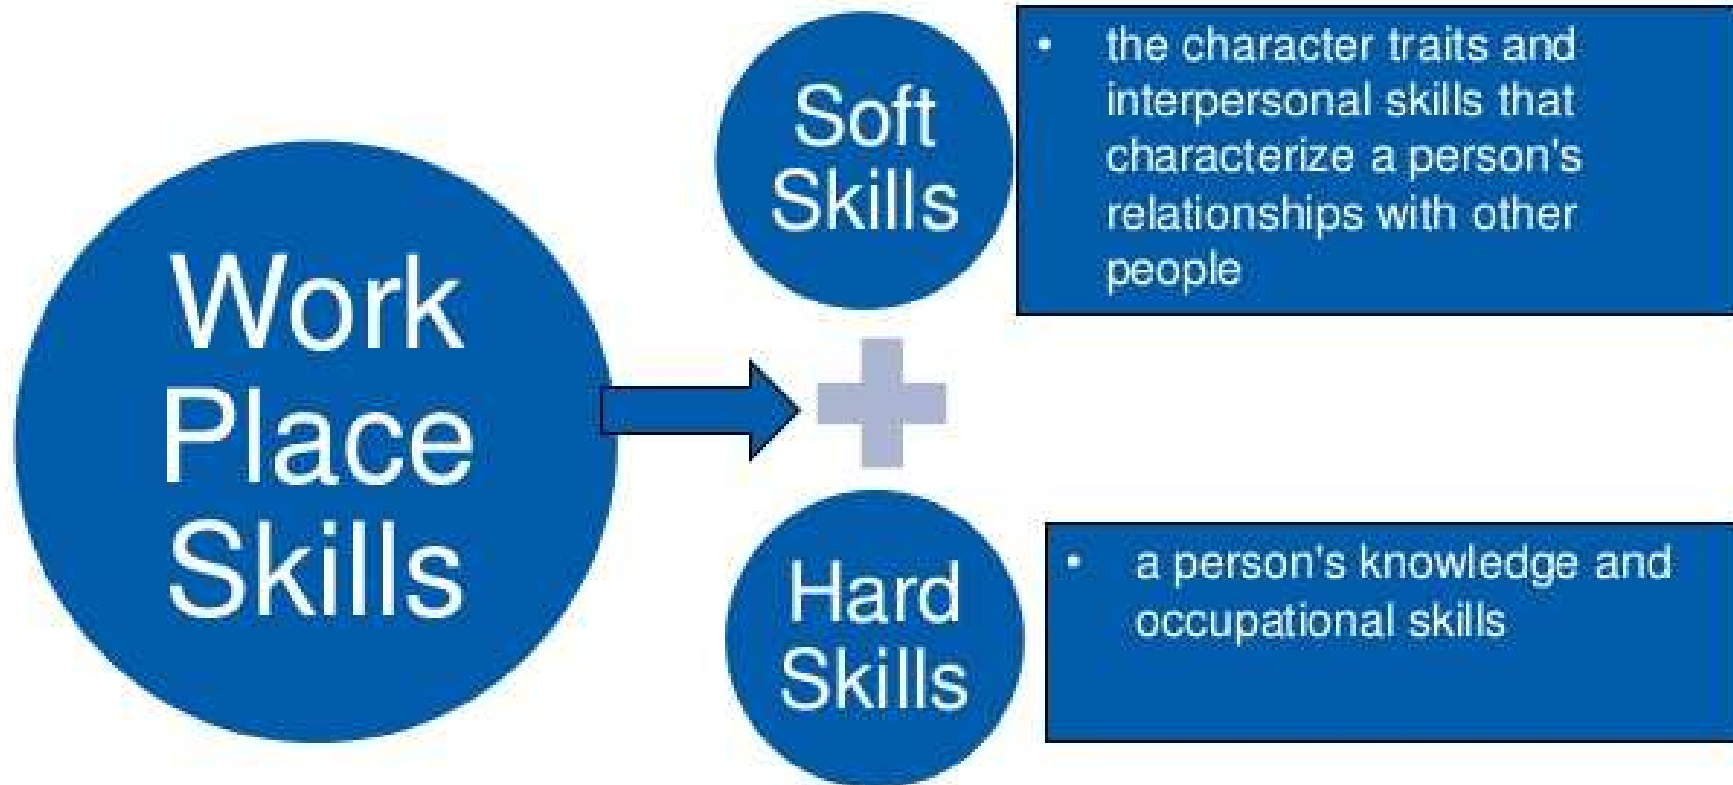 Work
Place
Skills
Soft
Skills
• the character traits and
interpersonal skills that
characterize a person's
relationships with other
people
Hard
Skills
• a person's knowledge and
occupational skills